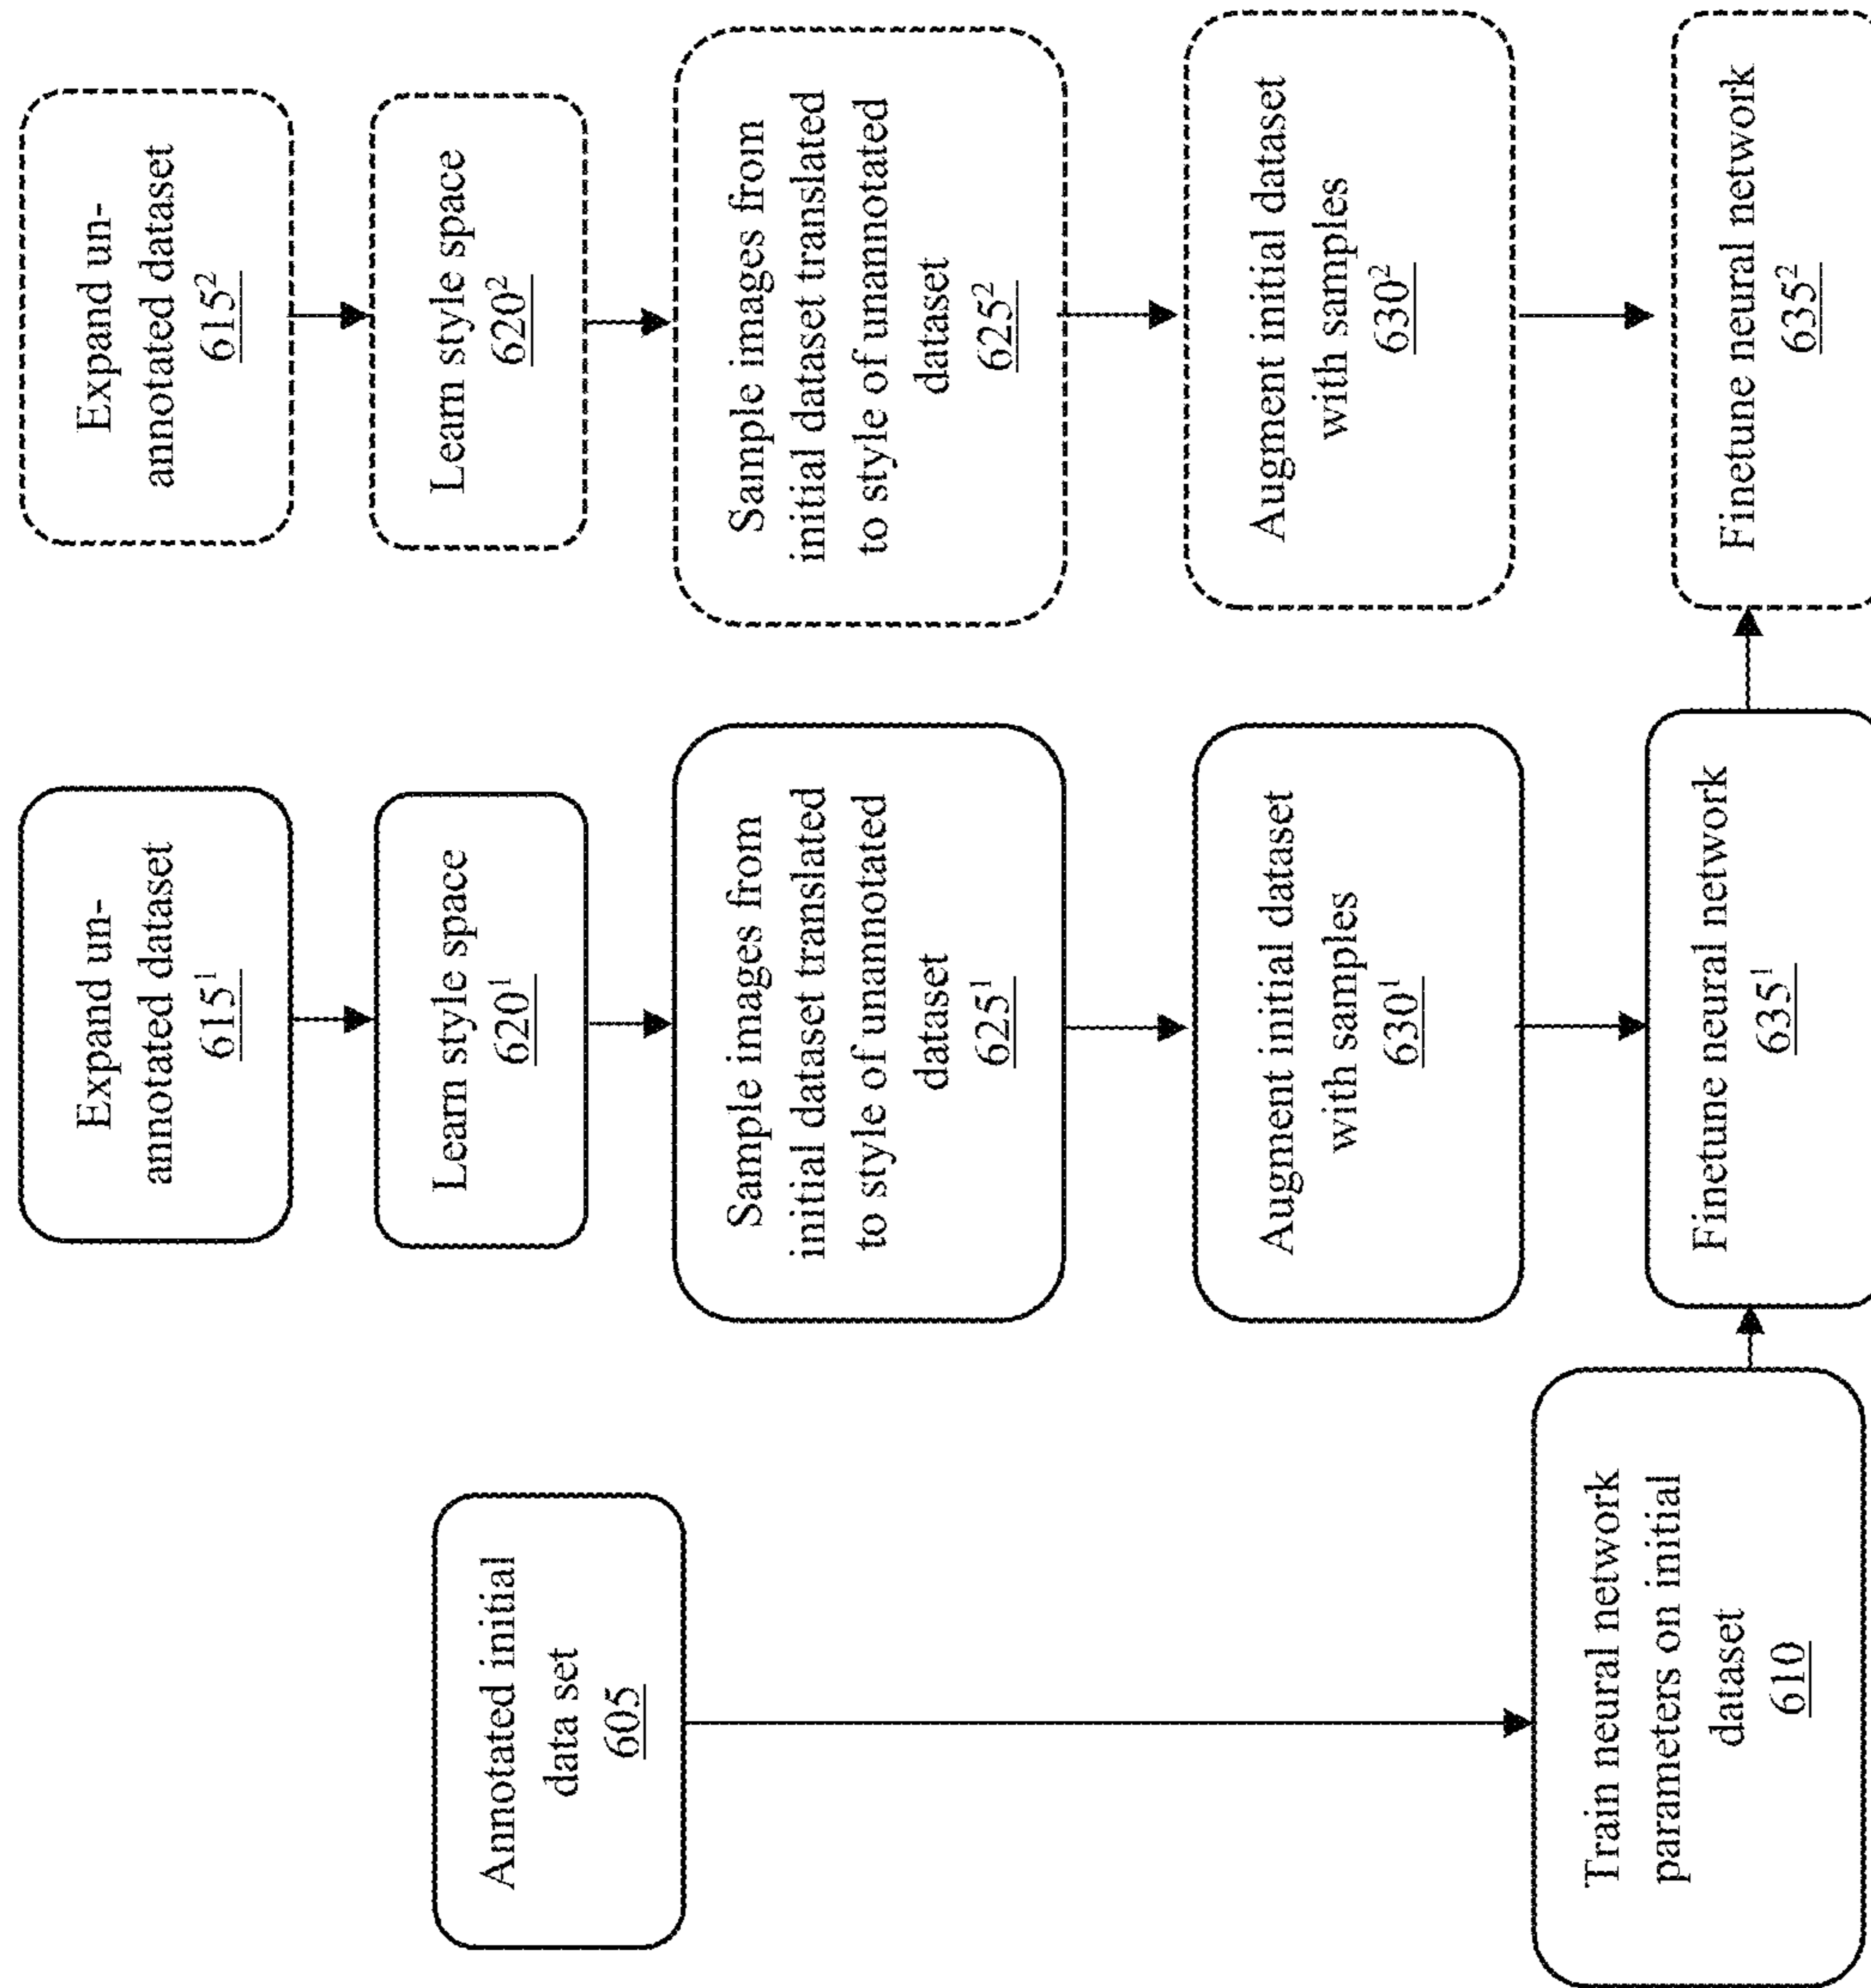 Annotated initial
data set
605
Train neural network
parameters on initial
dataset
610
Expand un-
annotated dataset
615¹
Learn style space
620¹
Sample images from
initial dataset translated
to style of unannotated
dataset
625¹
Augment initial dataset
with samples
630¹
Finetune neural network
635¹
Expand un-
annotated dataset
615²
Learn style space
620²
Sample images from
initial dataset translated
to style of unannotated
dataset
625²
Augment initial dataset
with samples
630²
Finetune neural network
635²